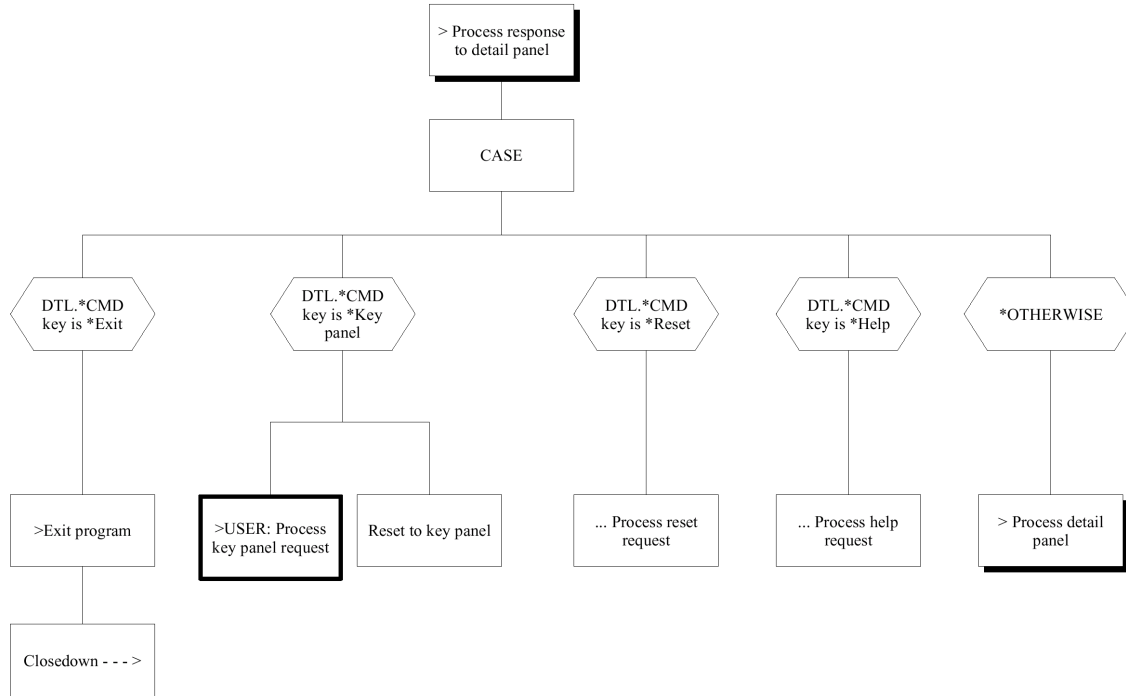 > Process response
to detail panel
CASE
DTL.*CMD
key is *Exit
DTL.*CMD
key is *Key
panel
DTL.*CMD
key is *Reset
DTL.*CMD
key is *Help
*OTHERWISE
>Exit program
>USER: Process
key panel request
Reset to key panel
... Process reset
request
... Process help
request
> Process detail
panel
Closedown - - - >